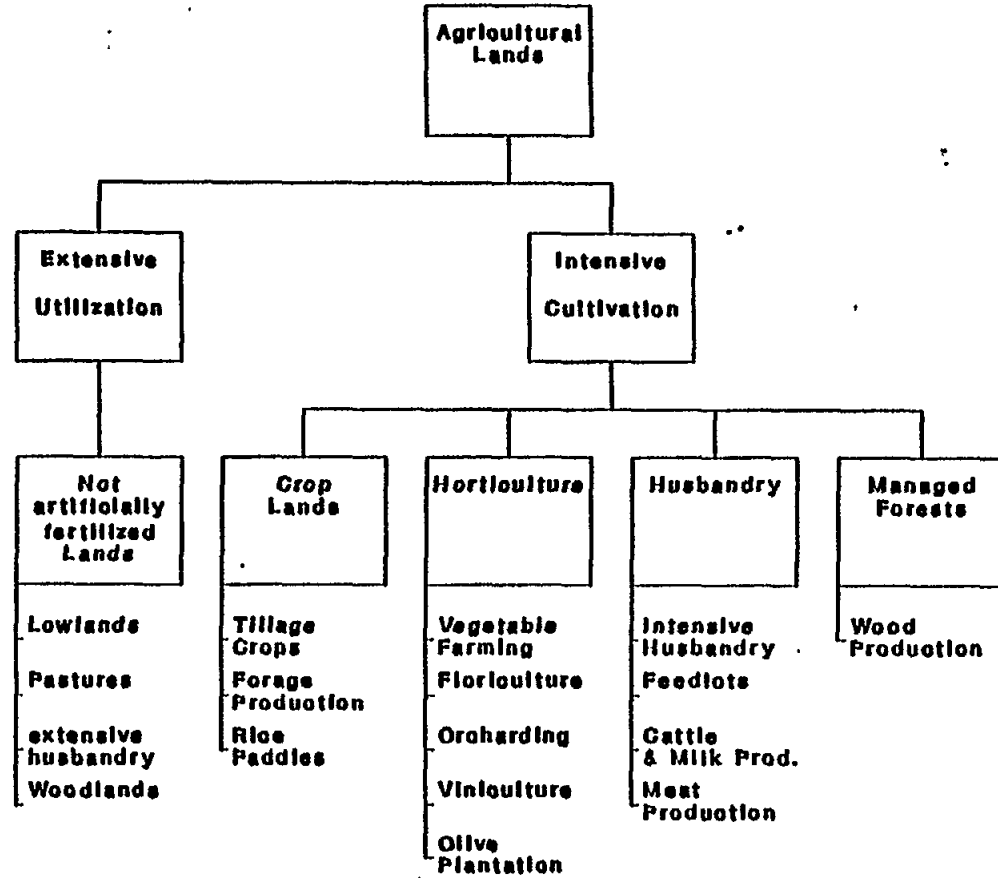 Agricultural
Lands
Extensive
Utilization
Intensive
Cultivation
Not
artificially
fertilized
Lands
Lowlands
Pastures
extensive
husbandry
Woodlands
Crop
Lands
Tillage
Crops
Forage
Production
Rice
Paddies
Horticulture
Vegetable
Farming
Floriculture
Orcharding
Viniculture
Olive
Plantation
Husbandry
Intensive
Husbandry
Feedlots
Cattle
& Milk Prod.
Meat
Production
Managed
Forests
Wood
Production